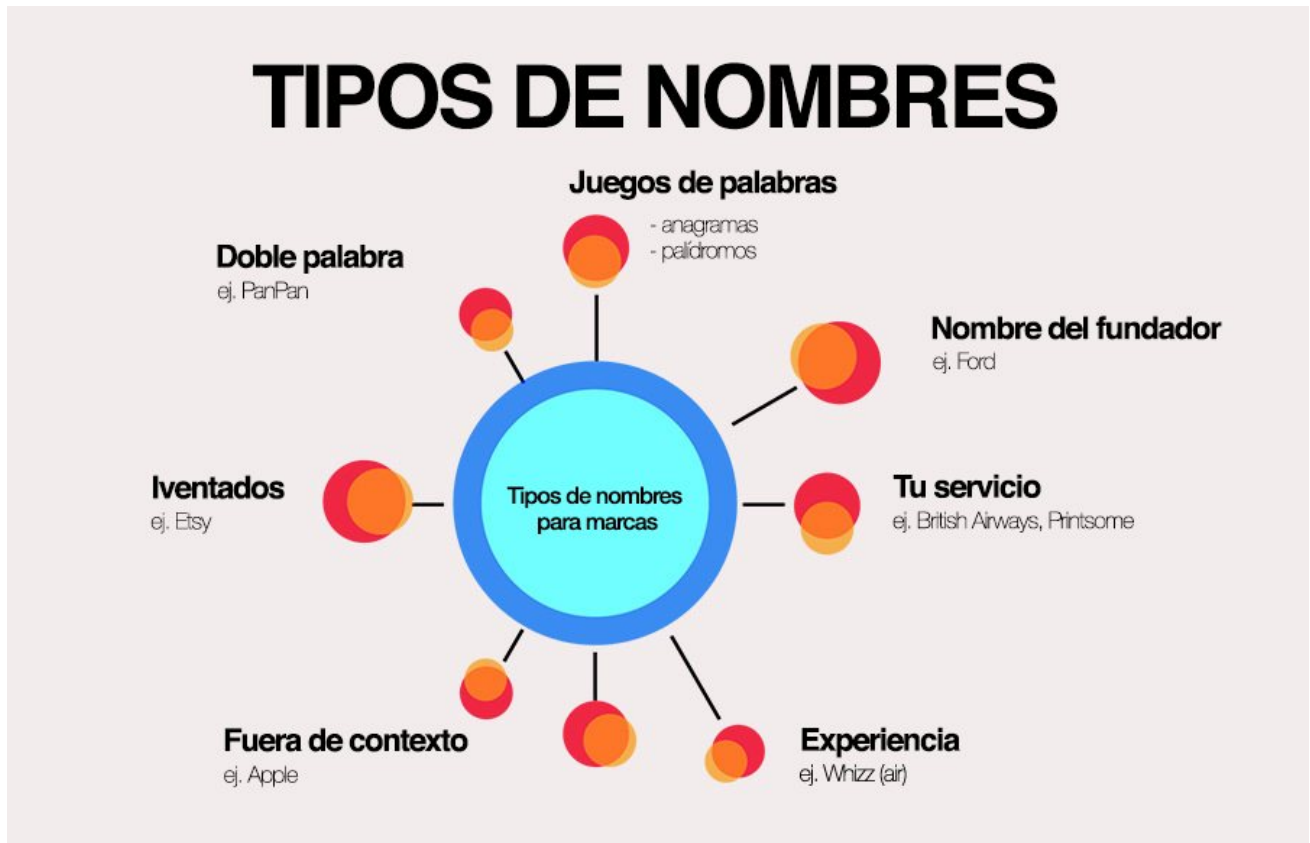 TIPOS DE NOMBRES
Juegos de palabras
- anagramas
- palídromos
Doble palabra
ej. PanPan
Nombre del fundador
ej. Ford
Iventados
ej. Etsy
Tipos de nombres
para marcas
Tu servicio
ej. British Airways, Printsome
Fuera de contexto
ej. Apple
Experiencia
ej. Whizz (air)